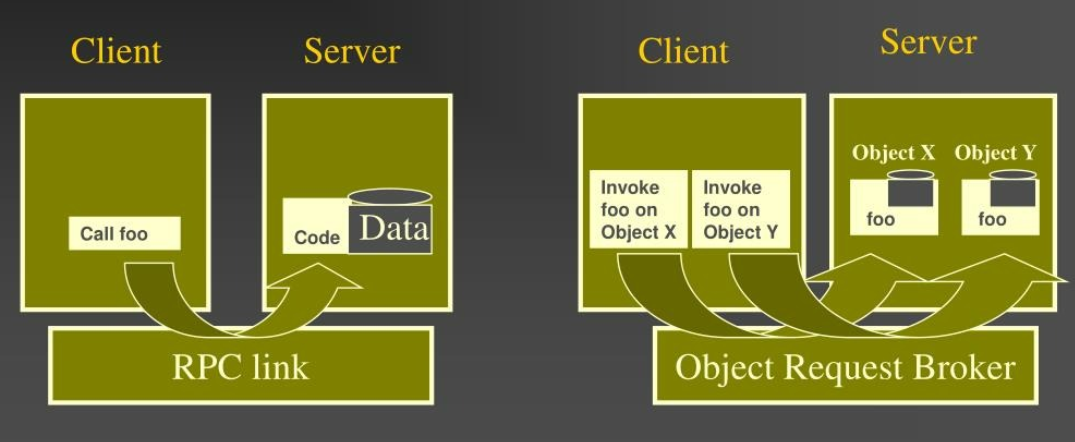 Client
Server
Call foo
Code
Data
RPC link
Client
Server
Invoke
foo on
Object X
Invoke
foo on
Object Y
Object X
Object Y
foo
foo
Object Request Broker